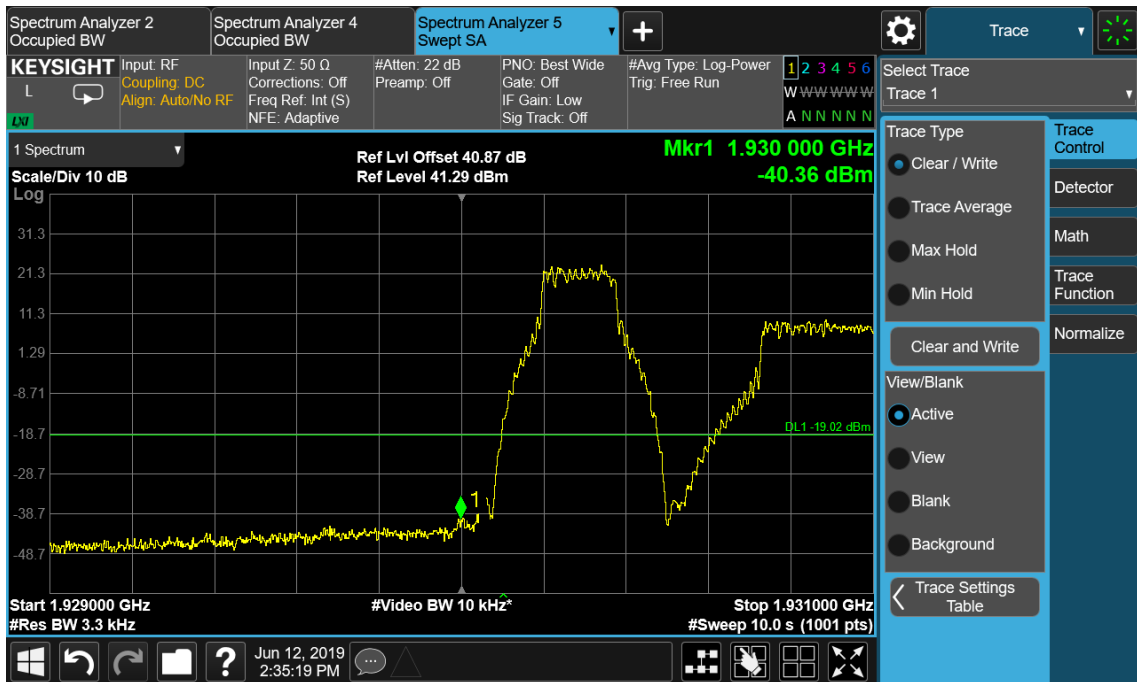 Spectrum Analyzer 2
Occupied BW
Spectrum Analyzer 4
Occupied BW
Spectrum Analyzer 5
Swept SA
KEYSIGHT
L
LXI
Input: RF
Coupling: DC
Align: Auto/No RF
Input Z: 50 Ω
Corrections: Off
Freq Ref: Int (S)
NFE: Adaptive
#Atten: 22 dB
Preamp: Off
PNO: Best Wide
Gate: Off
IF Gain: Low
Sig Track: Off
#Avg Type: Log-Power
Trig: Free Run
1 2 3 4 5 6
W W W W W W
A N N N N N
1 Spectrum
Scale/Div 10 dB
Ref Lvl Offset 40.87 dB
Ref Level 41.29 dBm
Mkr1 1.930 000 GHz
-40.36 dBm
Log
31.3
21.3
11.3
1.29
-8.71
-18.7
-28.7
-38.7
-48.7
DL1 -19.02 dBm
1
Start 1.929000 GHz
#Res BW 3.3 kHz
#Video BW 10 kHz*
Stop 1.931000 GHz
#Sweep 10.0 s (1001 pts)
Jun 12, 2019
2:35:19 PM
Trace
Select Trace
Trace 1
Trace Type
Clear / Write
Trace Average
Max Hold
Min Hold
Clear and Write
View/Blank
Active
View
Blank
Background
Trace Settings
Table
Trace
Control
Detector
Math
Trace
Function
Normalize